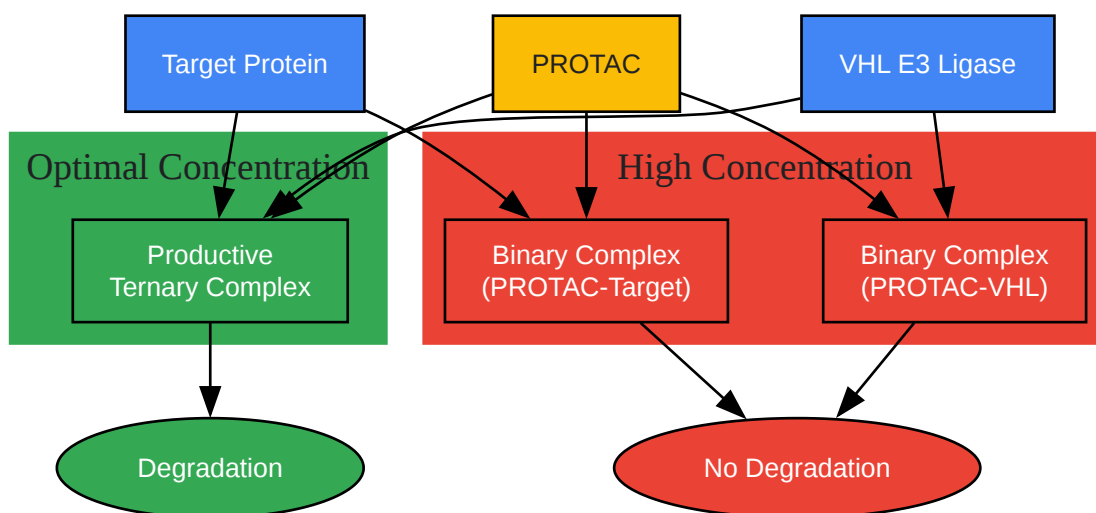 Target Protein
PROTAC
VHL E3 Ligase
Optimal Concentration
High Concentration
Productive
Ternary Complex
Binary Complex
(PROTAC-Target)
Binary Complex
(PROTAC-VHL)
Degradation
No Degradation